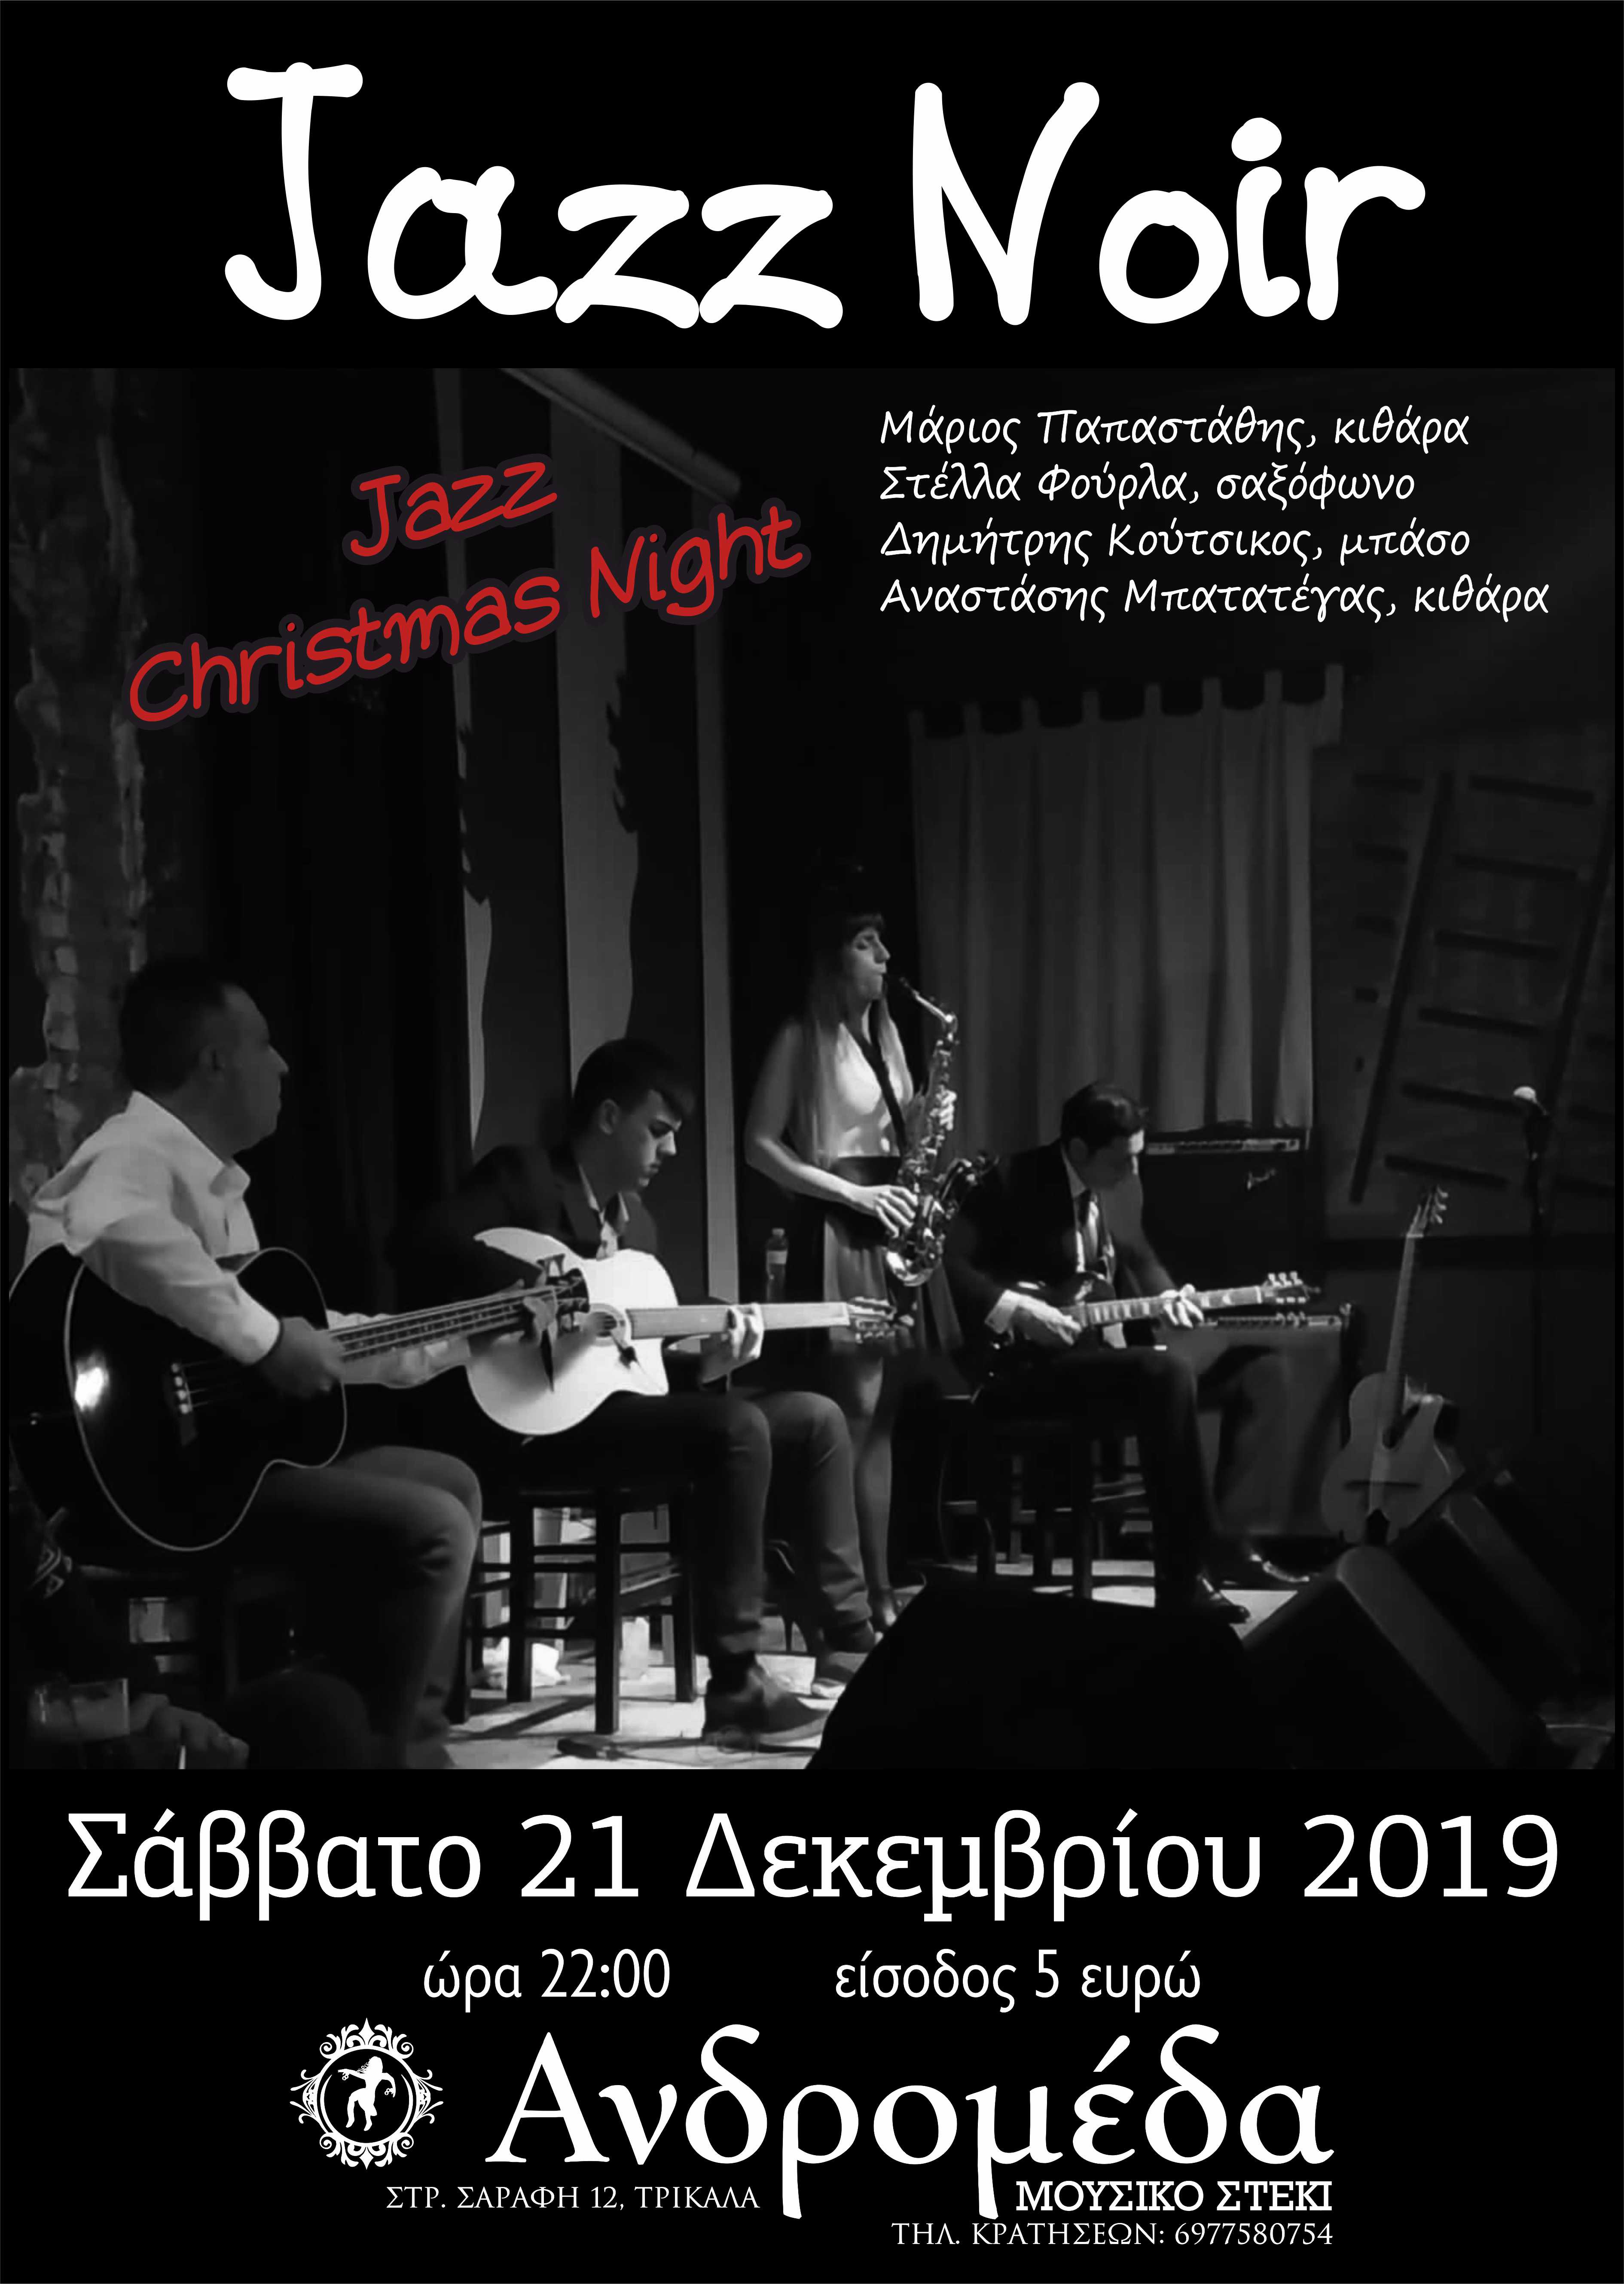 Jazz Noir
Jazz
Christmas Night
Μάριος Παπαστάθης, κιθάρα
Στέλλα Φούρλα, σαξόφωνο
Δημήτρης Κούτσικος, μπάσο
Αναστάσης Μπατατέγας, κιθάρα
Σάββατο 21 Δεκεμβρίου 2019
ώρα 22:00 είσοδος 5 ευρώ
Ανδρομέδα
ΣΤΡ. ΣΑΡΑΦΗ 12, ΤΡΙΚΑΛΑ
ΜΟΥΣΙΚΟ ΣΤΕΚΙ
ΤΗΛ. ΚΡΑΤΗΣΕΩΝ: 6977580754